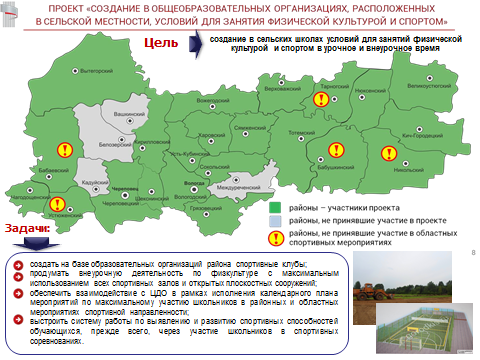 ПРОЕКТ «СОЗДАНИЕ В ОБЩЕОБРАЗОВАТЕЛЬНЫХ ОРГАНИЗАЦИЯХ, РАСПОЛОЖЕННЫХ
В СЕЛЬСКОЙ МЕСТНОСТИ, УСЛОВИЙ ДЛЯ ЗАНЯТИЯ ФИЗИЧЕСКОЙ КУЛЬТУРОЙ И СПОРТОМ»
Цель
создание в сельских школах условий для занятий физической
культурой и спортом в урочное и внеурочное время
Вытегорский
Вашкинский
Белозерский
Кирилловский
Вожегодский
Верховажский
Тарногский
Нюксенский
Великоустюгский
Харовский
Сямженский
Усть-Кубинский
Тотемский
Кич-Городецкий
Сокольский
Бабаевский
Кадуйский
Череповец
Вологда
Междуреченский
Бабушкинский
Никольский
Чагодощенский
Устюженский
Череповецкий
Шекснинский
Вологодский
Грязовецкий
районы – участники проекта
районы, не принявшие участие в проекте
районы, не принявшие участие в областных
спортивных мероприятиях
Задачи:
8
создать на базе образовательных организаций района спортивные клубы;
продумать внеурочную деятельность по физкультуре с максимальным
использованием всех спортивных залов и открытых плоскостных сооружений;
обеспечить взаимодействие с ЦДО в рамках исполнения календарного плана
мероприятий по максимальному участию школьников в районных и областных
мероприятиях спортивной направленности;
выстроить систему работы по выявлению и развитию спортивных способностей
обучающихся, прежде всего, через участие школьников в спортивных
соревнованиях.